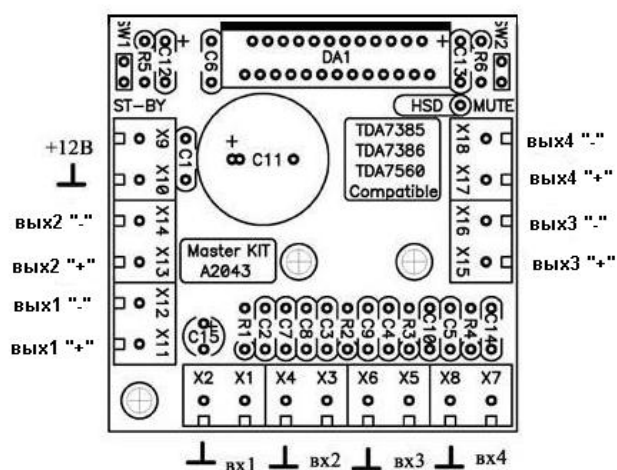 SW1 R5 C12 + C6 DA1 + C13 R6 SW2
ST-BY HSD MUTE
+12В X9 C1 + C11 TDA7385 X18 вых4 "-"
TDA7386
X10 TDA7560 X17 вых4 "+"
Compatible
вых2 "-" X14 X16 вых3 "-"
вых2 "+" X13 Master KIT X15 вых3 "+"
A2043
вых1 "-" X12
вых1 "+" X11 C15 R1 C2 C7 C8 C3 R2 C9 C4 R3 C10 C5 R4 C14
X2 X1 X4 X3 X6 X5 X8 X7
вх1 вх2 вх3 вх4